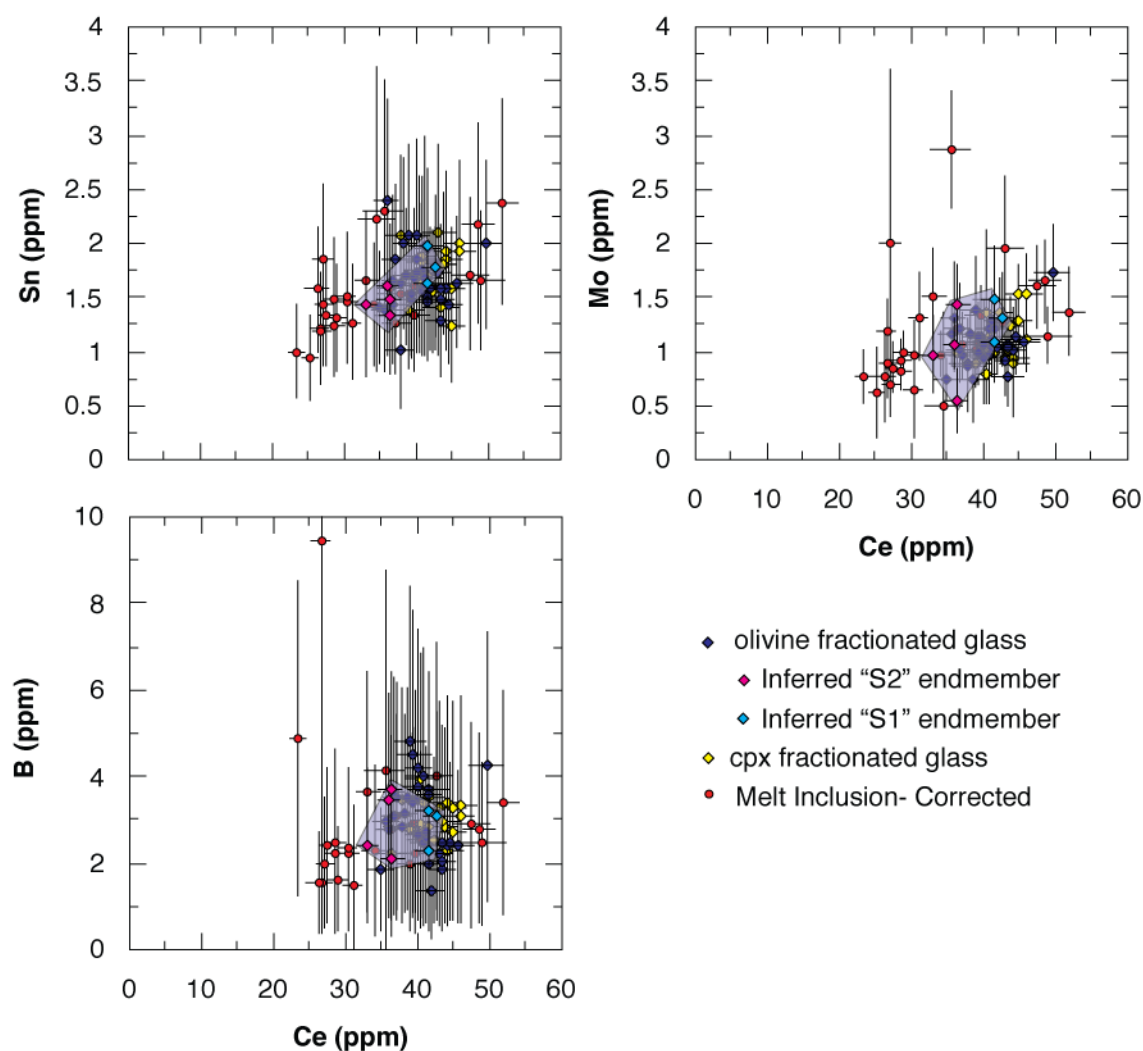 4
3.5
3
2.5
2
1.5
1
0.5
0
Sn (ppm)
4
3.5
3
2.5
2
1.5
1
0.5
0
Mo (ppm)
0 10 20 30 40 50 60
Ce (ppm)
10
8
6
4
2
0
B (ppm)
0 10 20 30 40 50 60
Ce (ppm)
olivine fractionated glass
Inferred “S2” endmember
Inferred “S1” endmember
cpx fractionated glass
Melt Inclusion- Corrected